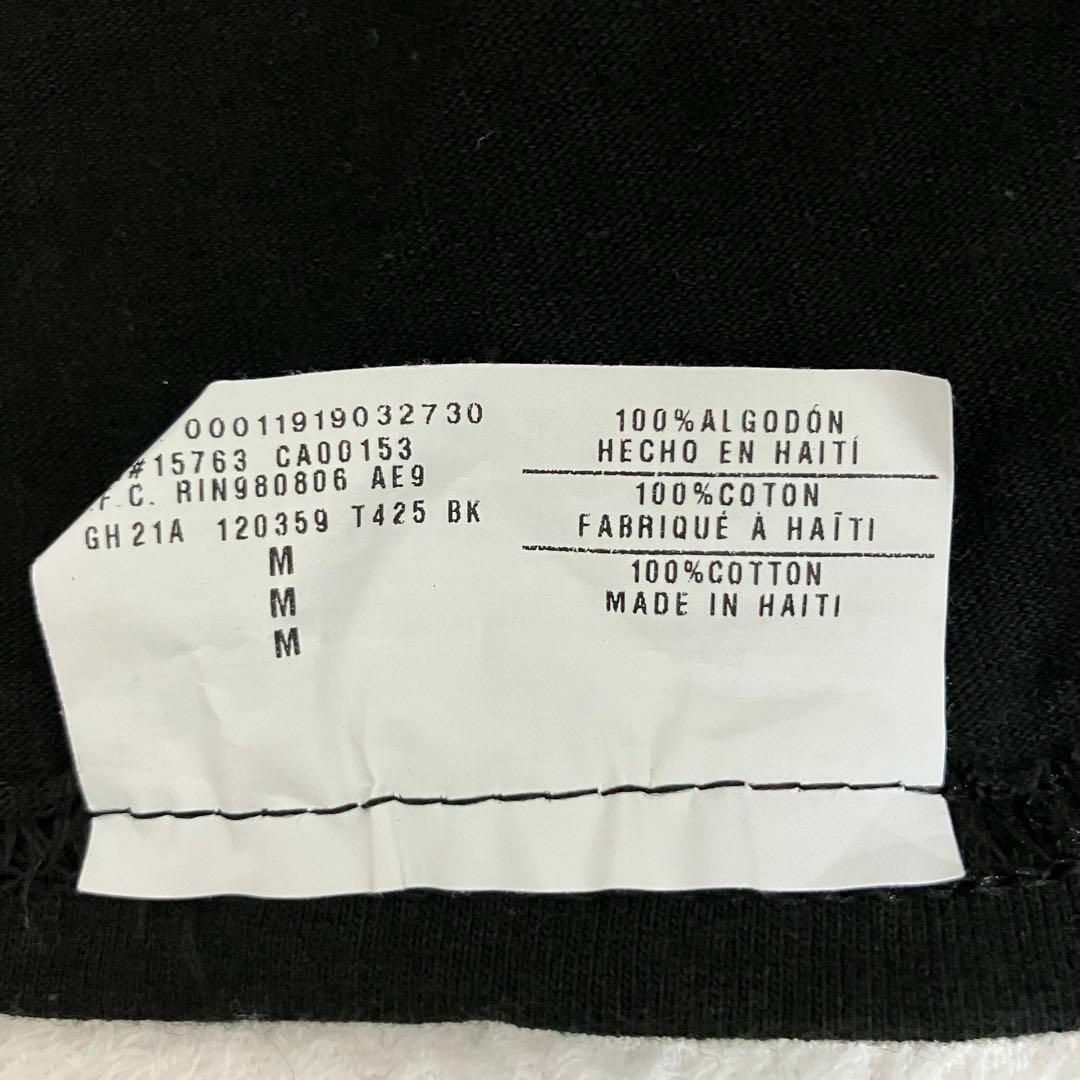 00011919032730
#15763 CA00153
F.C. RIN980806 AE9
GH21A 120359 T425 BK
M
M
M
100%ALGODÓN
HECHO EN HAITÍ
100%COTON
FABRIQUÉ À HAÏTI
100%COTTON
MADE IN HAITI